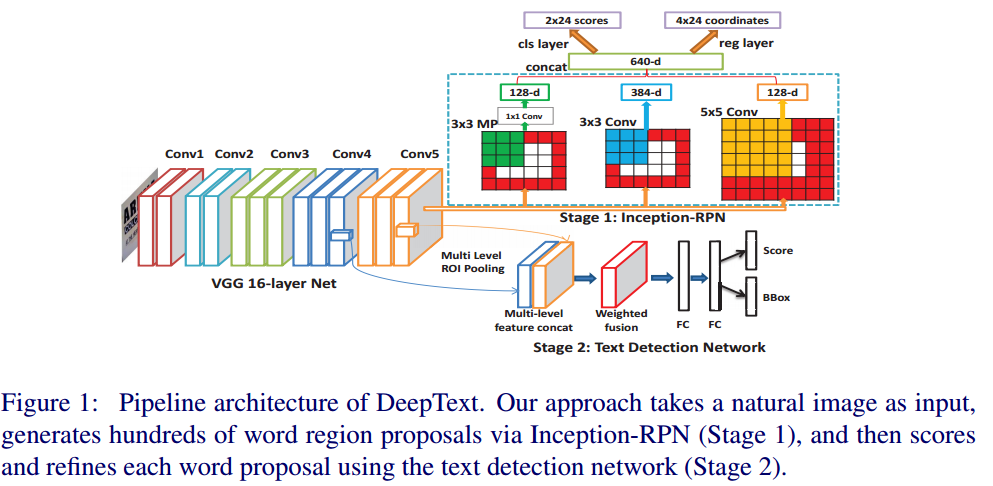 2x24 scores
4x24 coordinates
cls layer
reg layer
concat
640-d
128-d
384-d
128-d
1x1 Conv
3x3 MP
3x3 Conv
5x5 Conv
Conv1
Conv2
Conv3
Conv4
Conv5
Stage 1: Inception-RPN
VGG 16-layer Net
Multi Level
ROI Pooling
Multi-level
feature concat
Weighted
fusion
FC
FC
Score
BBox
Stage 2: Text Detection Network
Figure 1: Pipeline architecture of DeepText. Our approach takes a natural image as input,
generates hundreds of word region proposals via Inception-RPN (Stage 1), and then scores
and refines each word proposal using the text detection network (Stage 2).